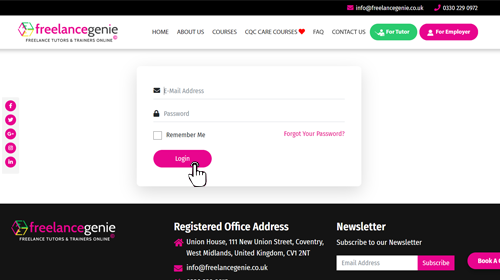 info@freelancegenie.co.uk 0330 229 0972
freelancegenie
FREELANCE TUTORS & TRAINERS ONLINE
HOME ABOUT US COURSES CQC CARE COURSES FAQ CONTACT US For Tutor For Employer
E-Mail Address
Password
Remember Me Forgot Your Password?
Login
freelancegenie
FREELANCE TUTORS & TRAINERS ONLINE
Registered Office Address
Union House, 111 New Union Street, Coventry,
West Midlands, United Kingdom, CV1 2NT
info@freelancegenie.co.uk
Newsletter
Subscribe to our Newsletter
Email Address Subscribe
Book A